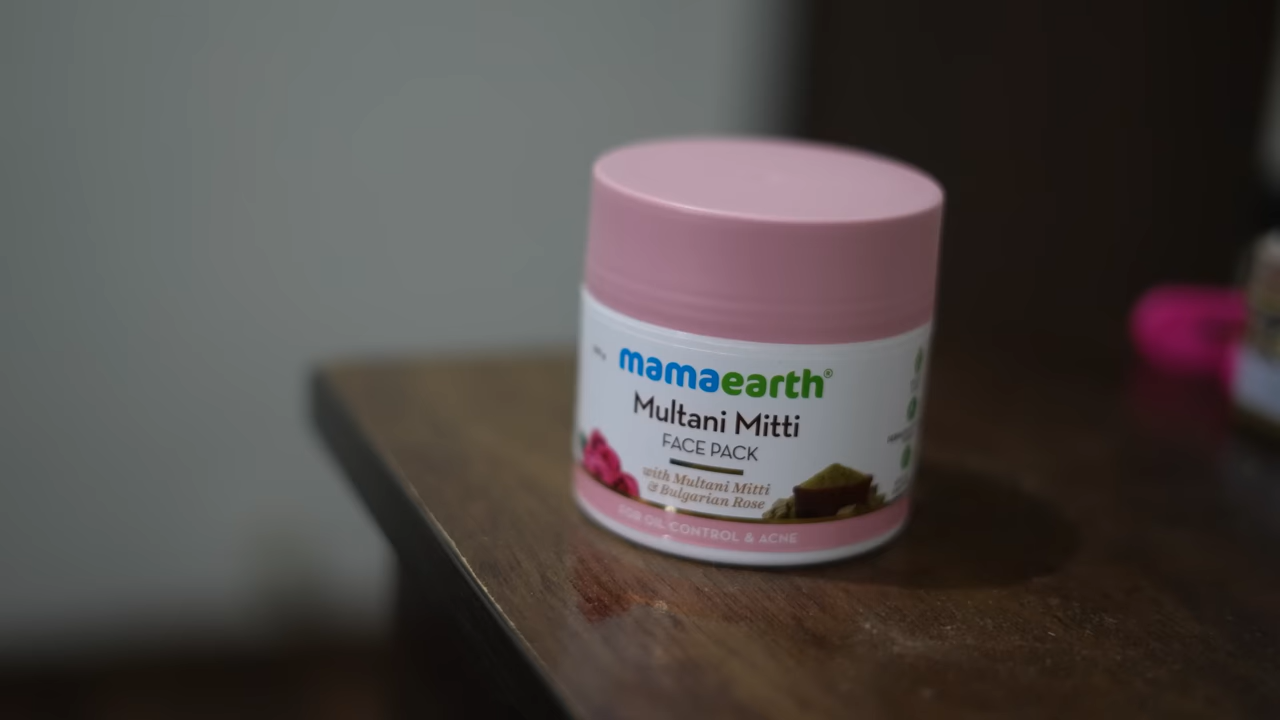 mamaearth®
Multani Mitti
FACE PACK
with Multani Mitti
& Bulgarian Rose
FOR OIL CONTROL & ACNE